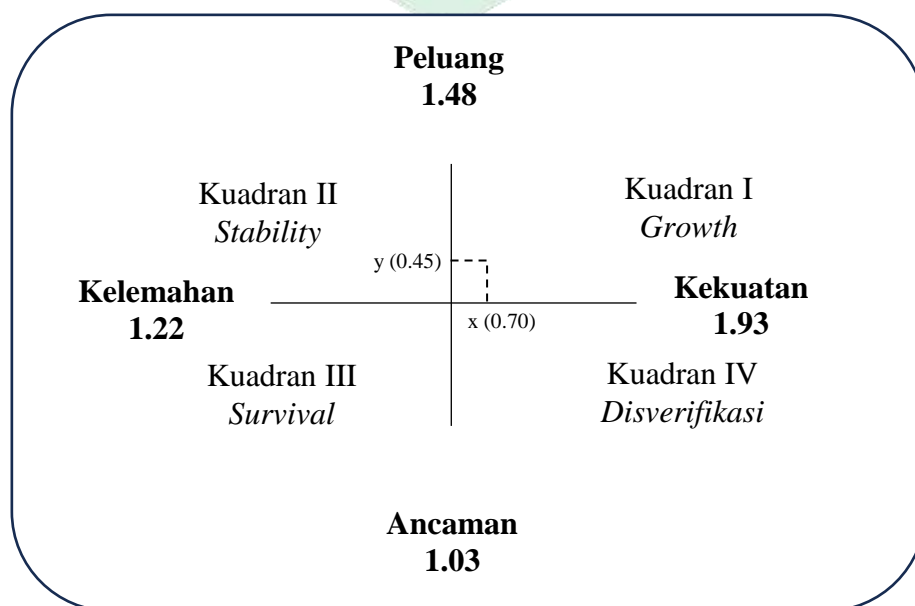 Peluang
1.48
Kuadran II
Stability
Kuadran I
Growth
y (0.45)
Kelemahan
1.22
Kekuatan
1.93
x (0.70)
Kuadran III
Survival
Kuadran IV
Disverifikasi
Ancaman
1.03